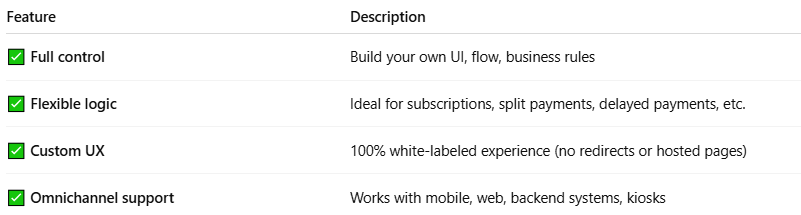 Feature Description
✅ Full control Build your own UI, flow, business rules
✅ Flexible logic Ideal for subscriptions, split payments, delayed payments, etc.
✅ Custom UX 100% white-labeled experience (no redirects or hosted pages)
✅ Omnichannel support Works with mobile, web, backend systems, kiosks